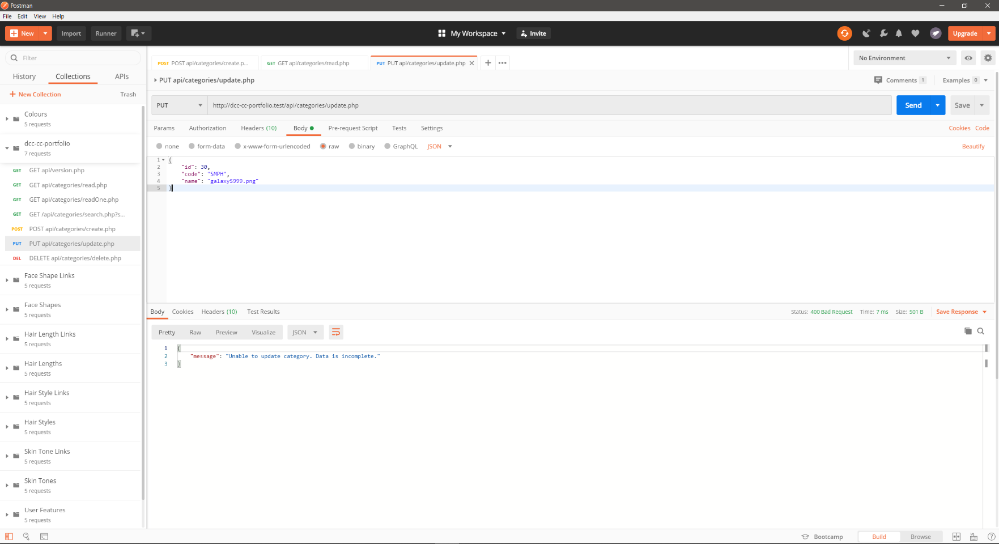 Postman
File Edit View Help
New Import Runner My Workspace Invite Upgrade
Filter
History Collections APIs
+ New Collection Trash
Colours
5 requests
dcc-cc-portfolio
7 requests
GET GET api/version.php
GET GET api/categories/read.php
GET GET api/categories/readOne.php
GET GET /api/categories/search.php?s...
POST POST api/categories/create.php
PUT PUT api/categories/update.php
DEL DELETE api/categories/delete.php
Face Shape Links
5 requests
Face Shapes
5 requests
Hair Length Links
5 requests
Hair Lengths
5 requests
Hair Style Links
5 requests
Hair Styles
5 requests
Skin Tone Links
5 requests
Skin Tones
5 requests
User Features
5 requests
POST POST api/categories/create.p... GET GET api/categories/read.php PUT PUT api/categories/update.php No Environment
PUT api/categories/update.php Comments 1 Examples 0
PUT http://dcc-cc-portfolio.test/api/categories/update.php Send Save
Params Authorization Headers (10) Body Pre-request Script Tests Settings Cookies Code
none form-data x-www-form-urlencoded raw binary GraphQL JSON Beautify
1 {
2 "id": 30,
3 "code": "SMPH",
4 "name": "galaxyS999.png"
5 }
Body Cookies Headers (10) Test Results Status: 400 Bad Request Time: 7 ms Size: 501 B Save Response
Pretty Raw Preview Visualize JSON
1 {
2 "message": "Unable to update category. Data is incomplete."
3 }
Bootcamp Build Browse